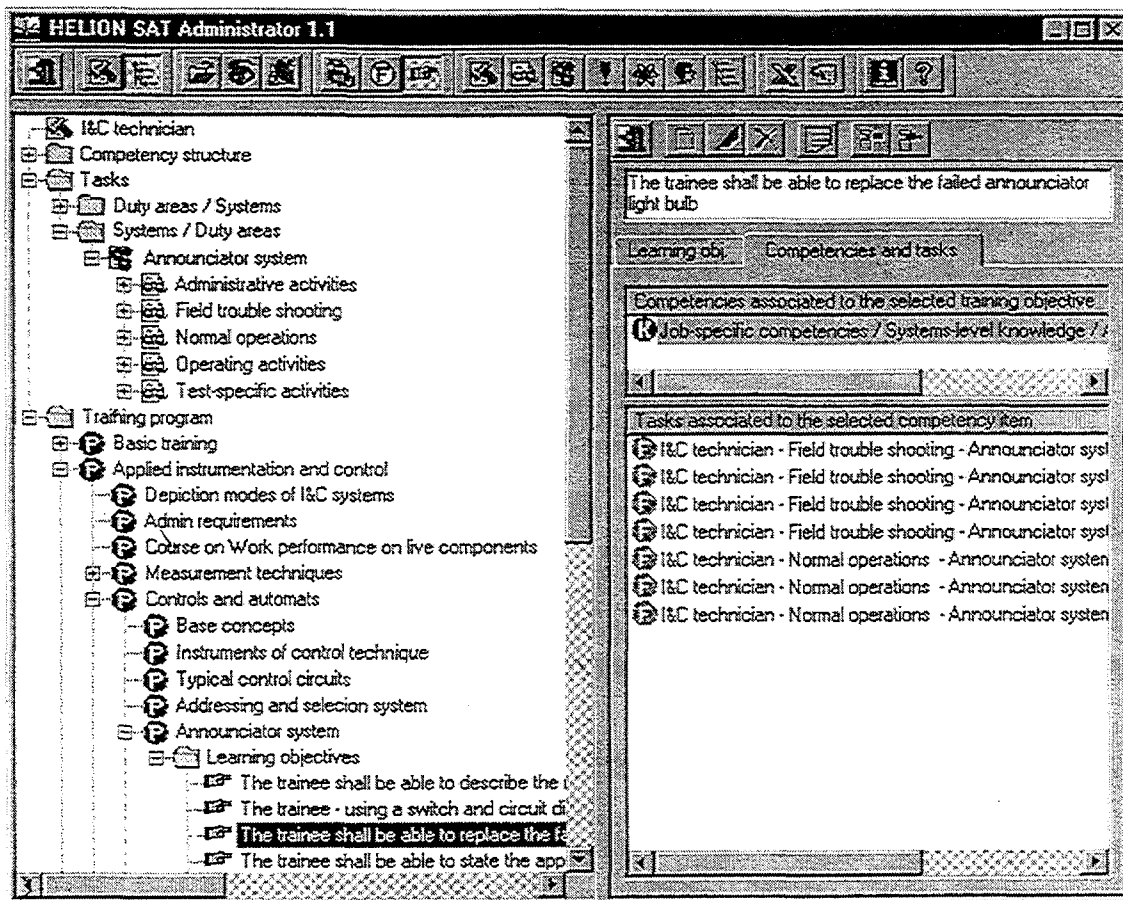 HELION SAT Administrator 1.1
I&C technician
Competency structure
Tasks
Duty areas / Systems
Systems / Duty areas
Announciator system
Administrative activities
Field trouble shooting
Normal operations
Operating activities
Test-specific activities
Training program
P Basic training
P Applied instrumentation and control
P Depiction modes of I&C systems
P Admin requirements
P Course on Work performance on live components
P Measurement techniques
P Controls and automats
P Base concepts
P Instruments of control technique
P Typical control circuits
P Addressing and selecion system
P Announciator system
Learning objectives
The trainee shall be able to describe the
The trainee - using a switch and circuit di
The trainee shall be able to replace the fa
The trainee shall be able to state the app
The trainee shall be able to replace the failed announciator
light bulb
Learning obj.
Competencies and tasks
Competencies associated to the selected training objective
K Job-specific competencies / Systems-level knowledge / A
Tasks associated to the selected competency item
I&C technician - Field trouble shooting - Announciator syst
I&C technician - Field trouble shooting - Announciator syst
I&C technician - Field trouble shooting - Announciator syst
I&C technician - Field trouble shooting - Announciator syst
I&C technician - Normal operations - Announciator system
I&C technician - Normal operations - Announciator system
I&C technician - Normal operations - Announciator system